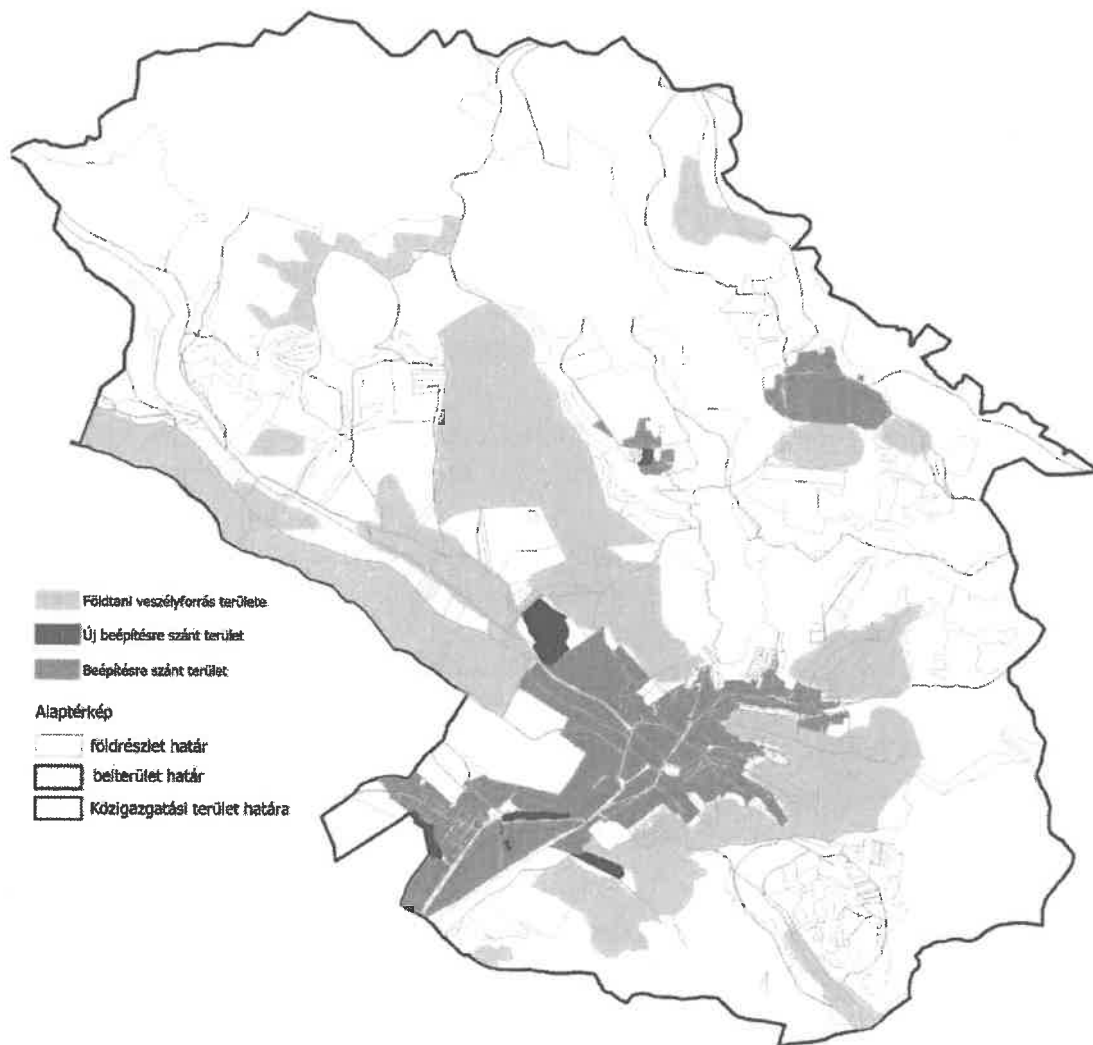 Földtani veszélyforrás területe
Új beépítésre szánt terület
Beépítésre szánt terület
Alaptérkép
földrészlet határ
belterület határ
Közigazgatási terület határa